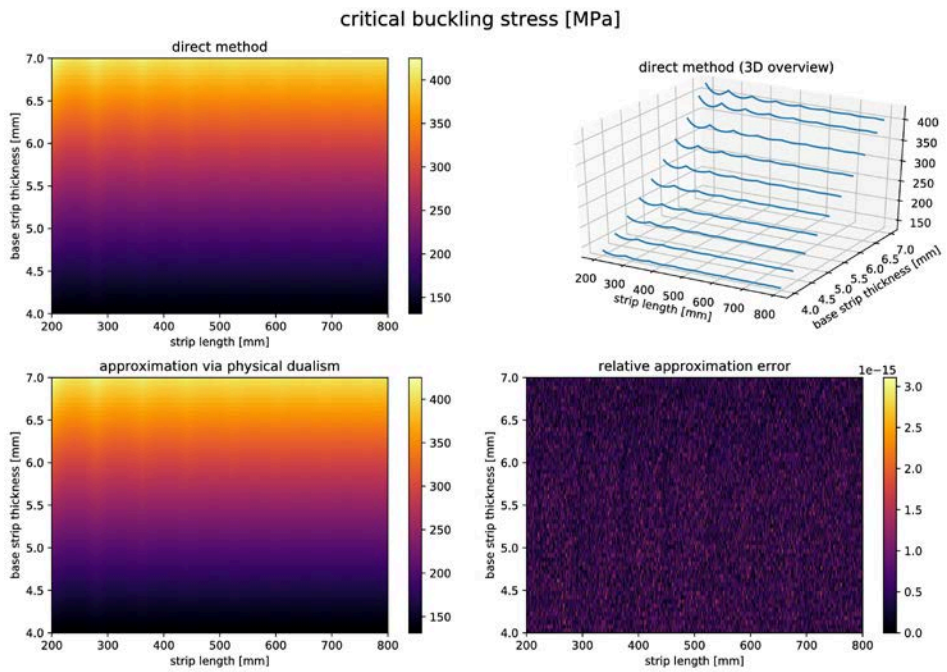 critical buckling stress [MPa]
direct method
base strip thickness [mm]
7.0
6.5
6.0
5.5
5.0
4.5
4.0
200 300 400 500 600 700 800
strip length [mm]
400
350
300
250
200
150
direct method (3D overview)
400
350
300
250
200
150
200 300 400 500 600 700 800
strip length [mm]
4.0 4.5 5.0 5.5 6.0 6.5 7.0
base strip thickness [mm]
approximation via physical dualism
base strip thickness [mm]
7.0
6.5
6.0
5.5
5.0
4.5
4.0
200 300 400 500 600 700 800
strip length [mm]
400
350
300
250
200
150
relative approximation error
base strip thickness [mm]
7.0
6.5
6.0
5.5
5.0
4.5
4.0
200 300 400 500 600 700 800
strip length [mm]
1e−15
3.0
2.5
2.0
1.5
1.0
0.5
0.0